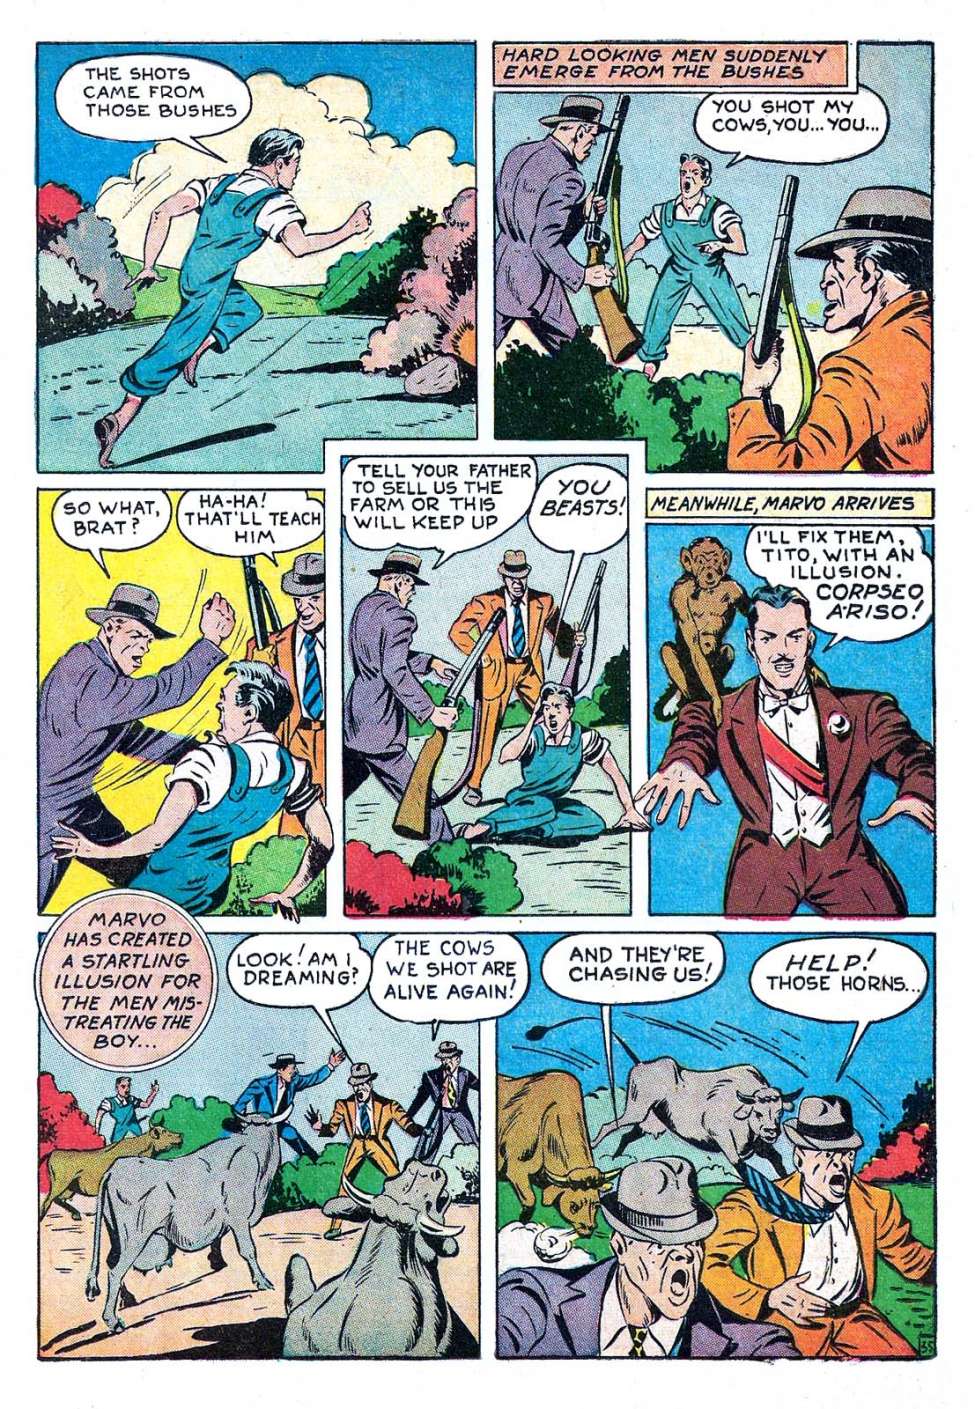 THE SHOTS
CAME FROM
THOSE BUSHES
HARD LOOKING MEN SUDDENLY
EMERGE FROM THE BUSHES
YOU SHOT MY
COWS, YOU... YOU...
SO WHAT,
BRAT?
HA-HA!
THAT'LL TEACH
HIM
TELL YOUR FATHER
TO SELL US THE
FARM OR THIS
WILL KEEP UP
YOU
BEASTS!
MEANWHILE, MARVO ARRIVES
I'LL FIX THEM,
TITO, WITH AN
ILLUSION.
CORPSEO
A-RISO!
MARVO
HAS CREATED
A STARTLING
ILLUSION FOR
THE MEN MIS-
TREATING THE
BOY...
LOOK! AM I
DREAMING?
THE COWS
WE SHOT ARE
ALIVE AGAIN!
AND THEY'RE
CHASING US!
HELP!
THOSE HORNS...
35